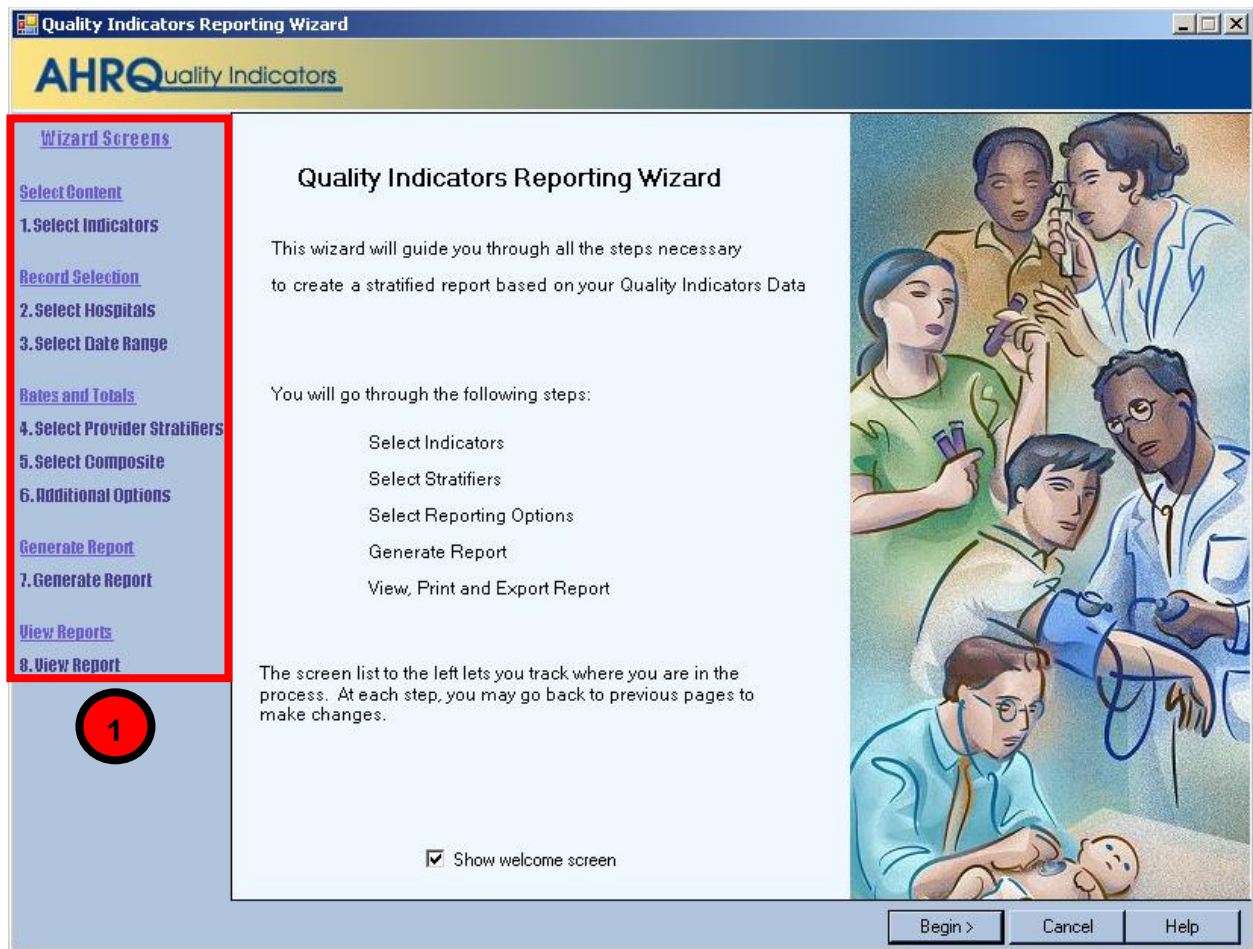 Quality Indicators Reporting Wizard
AHRQuality Indicators
Wizard Screens
Select Content
1. Select Indicators
Record Selection
2. Select Hospitals
3. Select Date Range
Rates and Totals
4. Select Provider Stratifiers
5. Select Composite
6. Additional Options
Generate Report
7. Generate Report
View Reports
8. View Report
1
Quality Indicators Reporting Wizard
This wizard will guide you through all the steps necessary
to create a stratified report based on your Quality Indicators Data
You will go through the following steps:
Select Indicators
Select Stratifiers
Select Reporting Options
Generate Report
View, Print and Export Report
The screen list to the left lets you track where you are in the
process. At each step, you may go back to previous pages to
make changes.
Show welcome screen
Begin >
Cancel
Help